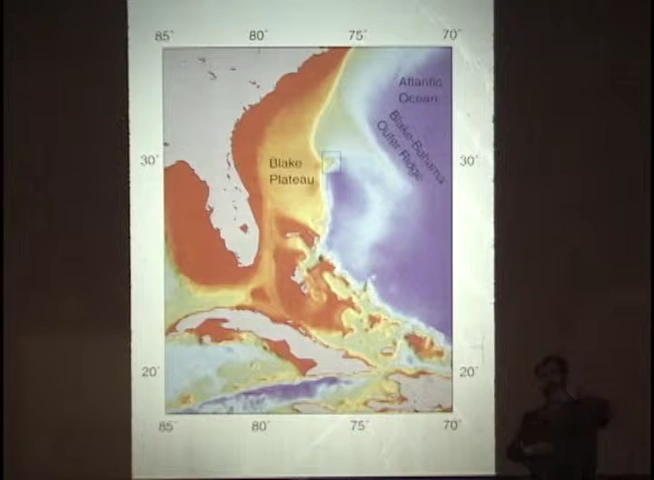 85° 80° 75° 70°
Atlantic
Ocean
Blake-Bahama
Outer Ridge
30° Blake 30°
Plateau
20° 20°
85° 80° 75° 70°